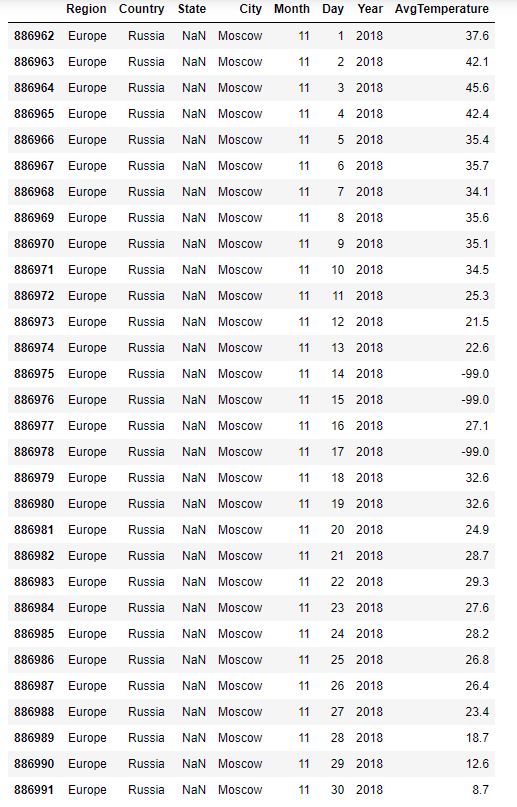 Region Country State City Month Day Year AvgTemperature
886962 Europe Russia NaN Moscow 11 1 2018 37.6
886963 Europe Russia NaN Moscow 11 2 2018 42.1
886964 Europe Russia NaN Moscow 11 3 2018 45.6
886965 Europe Russia NaN Moscow 11 4 2018 42.4
886966 Europe Russia NaN Moscow 11 5 2018 35.4
886967 Europe Russia NaN Moscow 11 6 2018 35.7
886968 Europe Russia NaN Moscow 11 7 2018 34.1
886969 Europe Russia NaN Moscow 11 8 2018 35.6
886970 Europe Russia NaN Moscow 11 9 2018 35.1
886971 Europe Russia NaN Moscow 11 10 2018 34.5
886972 Europe Russia NaN Moscow 11 11 2018 25.3
886973 Europe Russia NaN Moscow 11 12 2018 21.5
886974 Europe Russia NaN Moscow 11 13 2018 22.6
886975 Europe Russia NaN Moscow 11 14 2018 -99.0
886976 Europe Russia NaN Moscow 11 15 2018 -99.0
886977 Europe Russia NaN Moscow 11 16 2018 27.1
886978 Europe Russia NaN Moscow 11 17 2018 -99.0
886979 Europe Russia NaN Moscow 11 18 2018 32.6
886980 Europe Russia NaN Moscow 11 19 2018 32.6
886981 Europe Russia NaN Moscow 11 20 2018 24.9
886982 Europe Russia NaN Moscow 11 21 2018 28.7
886983 Europe Russia NaN Moscow 11 22 2018 29.3
886984 Europe Russia NaN Moscow 11 23 2018 27.6
886985 Europe Russia NaN Moscow 11 24 2018 28.2
886986 Europe Russia NaN Moscow 11 25 2018 26.8
886987 Europe Russia NaN Moscow 11 26 2018 26.4
886988 Europe Russia NaN Moscow 11 27 2018 23.4
886989 Europe Russia NaN Moscow 11 28 2018 18.7
886990 Europe Russia NaN Moscow 11 29 2018 12.6
886991 Europe Russia NaN Moscow 11 30 2018 8.7